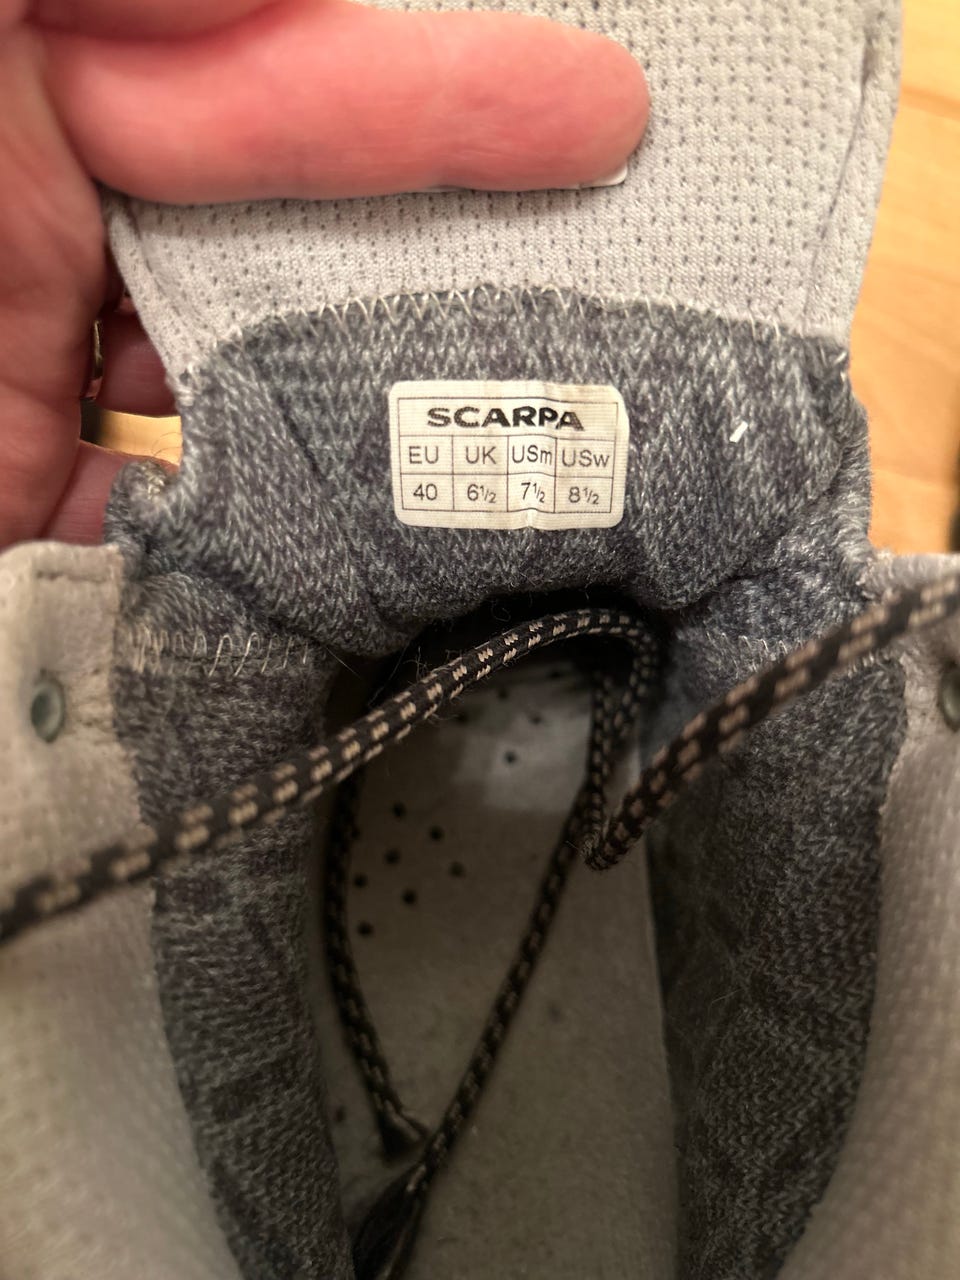 SCARPA
EU UK USm USw
40 6½ 7½ 8½